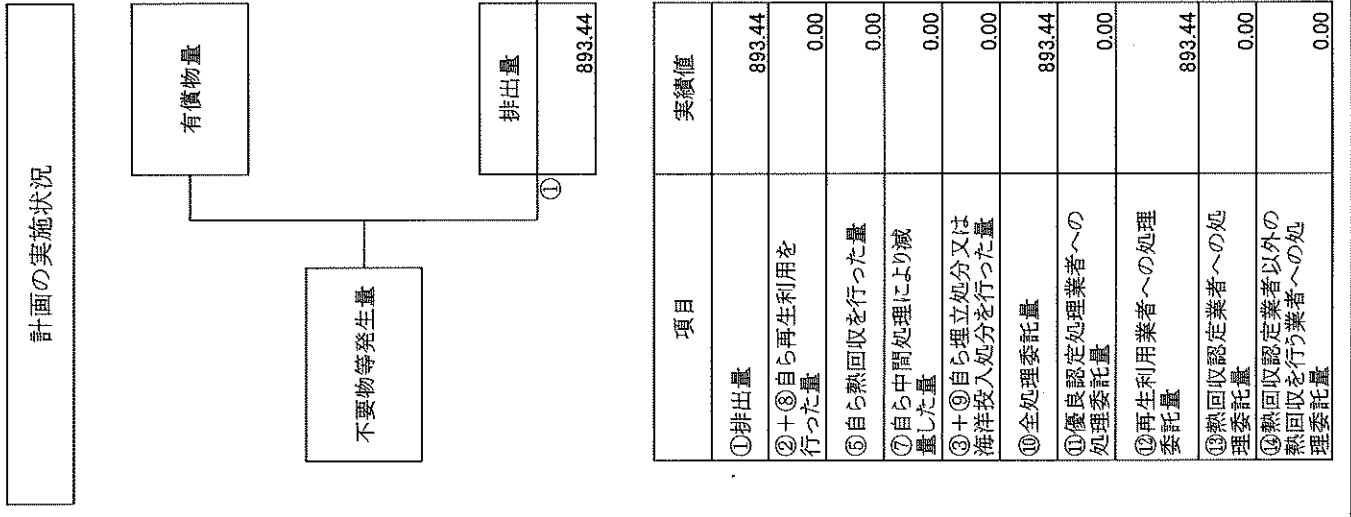 計画の実施状況
有償物量
不要物等発生量
排出量
①
893.44
項目
実績値
①排出量
893.44
②+⑧自ら再生利用を
行った量
0.00
⑤自ら熱回収を行った量
0.00
⑦自ら中間処理により減
量した量
0.00
③+⑨自ら埋立処分又は
海洋投入処分を行った量
0.00
⑩全処理委託量
893.44
⑪優良認定処理業者への
処理委託量
0.00
⑫再生利用業者への処理
委託量
893.44
⑬熱回収認定業者への処
理委託量
0.00
⑭熱回収認定業者以外の
熱回収を行う業者への処
理委託量
0.00